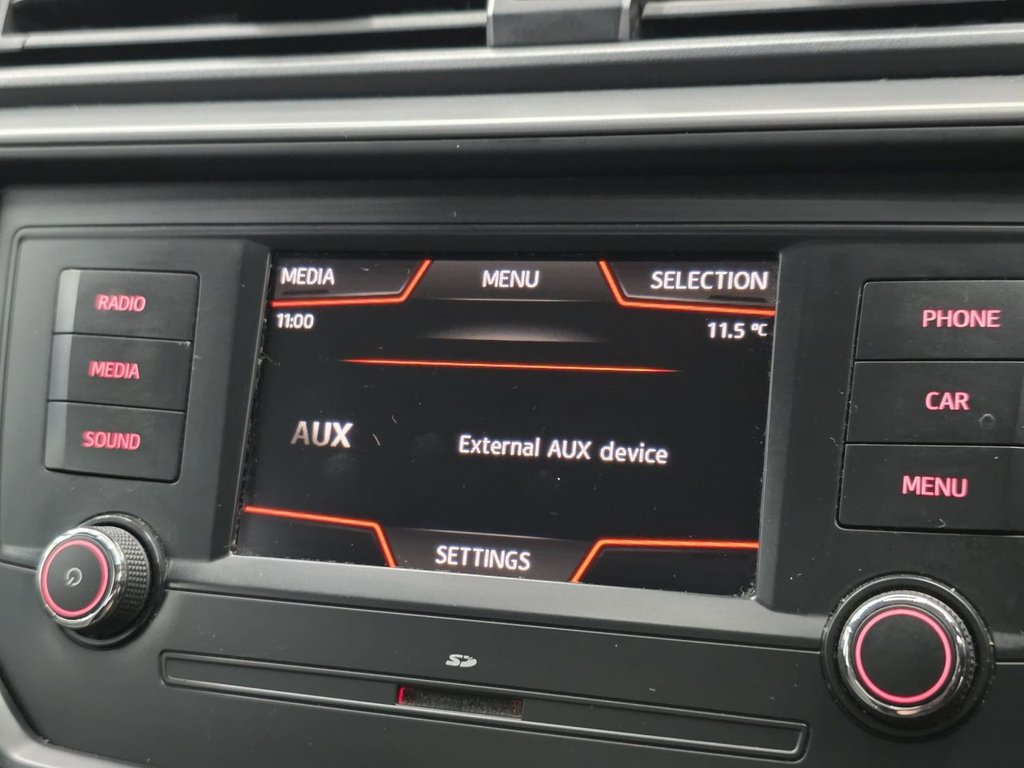 MEDIA MENU SELECTION
11:00 11.5 °C
AUX External AUX device
SETTINGS
RADIO
MEDIA
SOUND
PHONE
CAR
MENU
SD